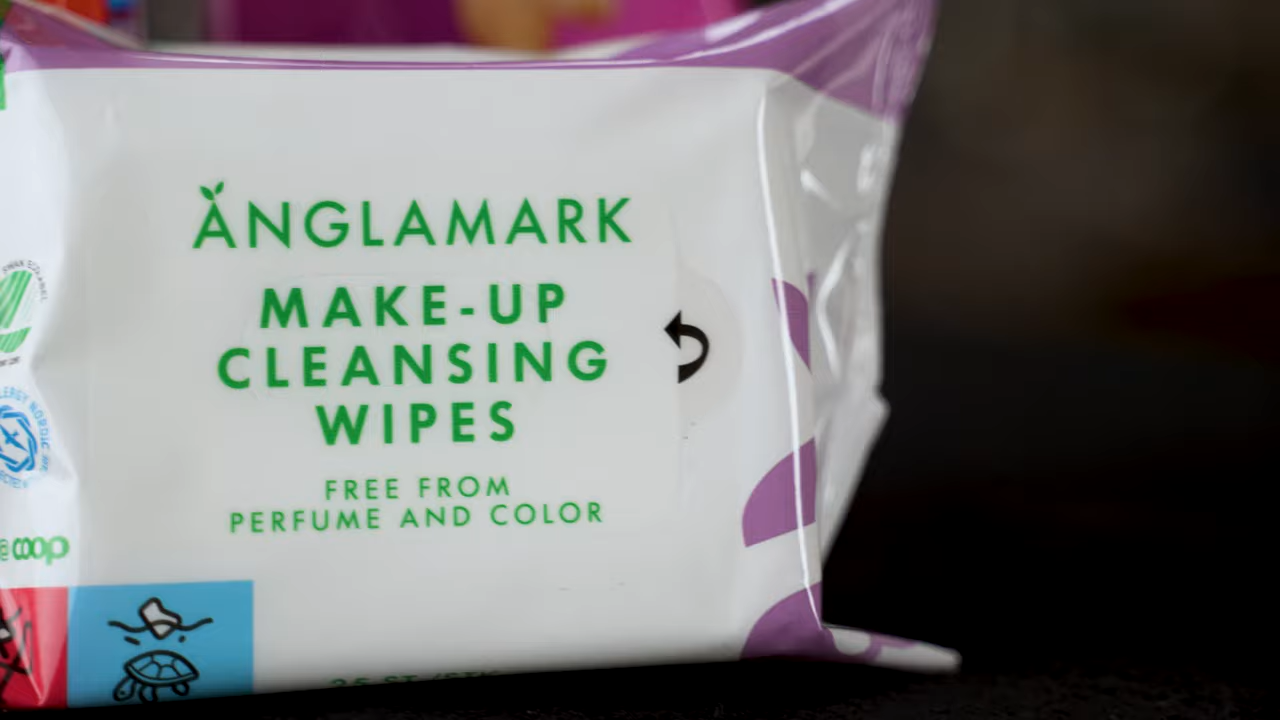 ÄNGLAMARK
MAKE-UP
CLEANSING
WIPES
FREE FROM
PERFUME AND COLOR
coop